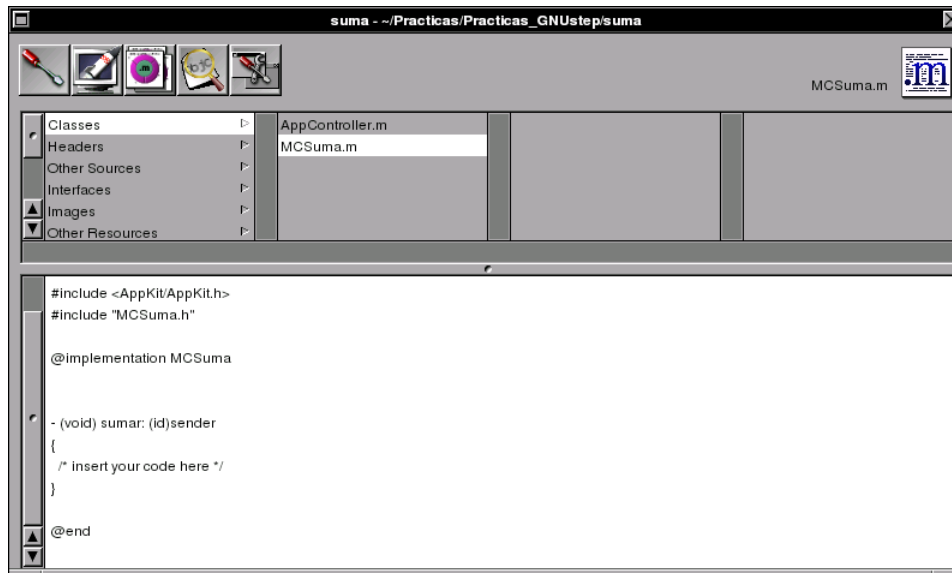 suma - ~/Practicas/Practicas_GNUstep/suma
MCSuma.m
.m
Classes
Headers
Other Sources
Interfaces
Images
Other Resources
AppController.m
MCSuma.m
#include <AppKit/AppKit.h>
#include "MCSuma.h"
@implementation MCSuma
- (void) sumar: (id)sender
{
/* insert your code here */
}
@end